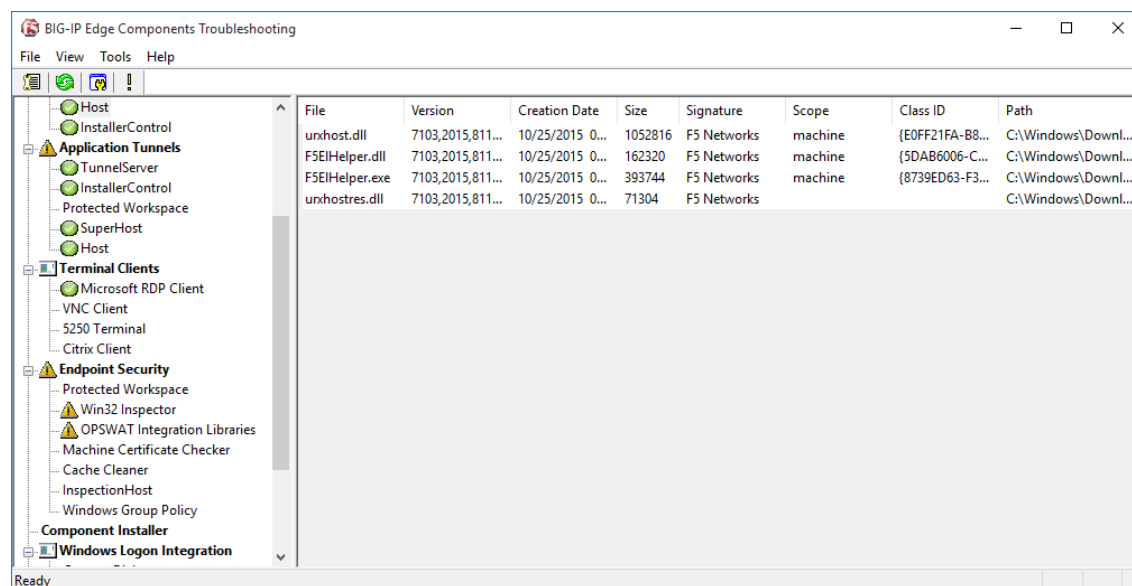 BIG-IP Edge Components Troubleshooting
File View Tools Help
Host
InstallerControl
Application Tunnels
TunnelServer
InstallerControl
Protected Workspace
SuperHost
Host
Terminal Clients
Microsoft RDP Client
VNC Client
5250 Terminal
Citrix Client
Endpoint Security
Protected Workspace
Win32 Inspector
OPSWAT Integration Libraries
Machine Certificate Checker
Cache Cleaner
InspectionHost
Windows Group Policy
Component Installer
Windows Logon Integration
File Version Creation Date Size Signature Scope Class ID Path
urxhost.dll 7103,2015,811... 10/25/2015 0... 1052816 F5 Networks machine {E0FF21FA-B8... C:\Windows\Downl...
F5EIHelper.dll 7103,2015,811... 10/25/2015 0... 162320 F5 Networks machine {5DAB6006-C... C:\Windows\Downl...
F5EIHelper.exe 7103,2015,811... 10/25/2015 0... 393744 F5 Networks machine {8739ED63-F3... C:\Windows\Downl...
urxhostres.dll 7103,2015,811... 10/25/2015 0... 71304 F5 Networks C:\Windows\Downl...
Ready